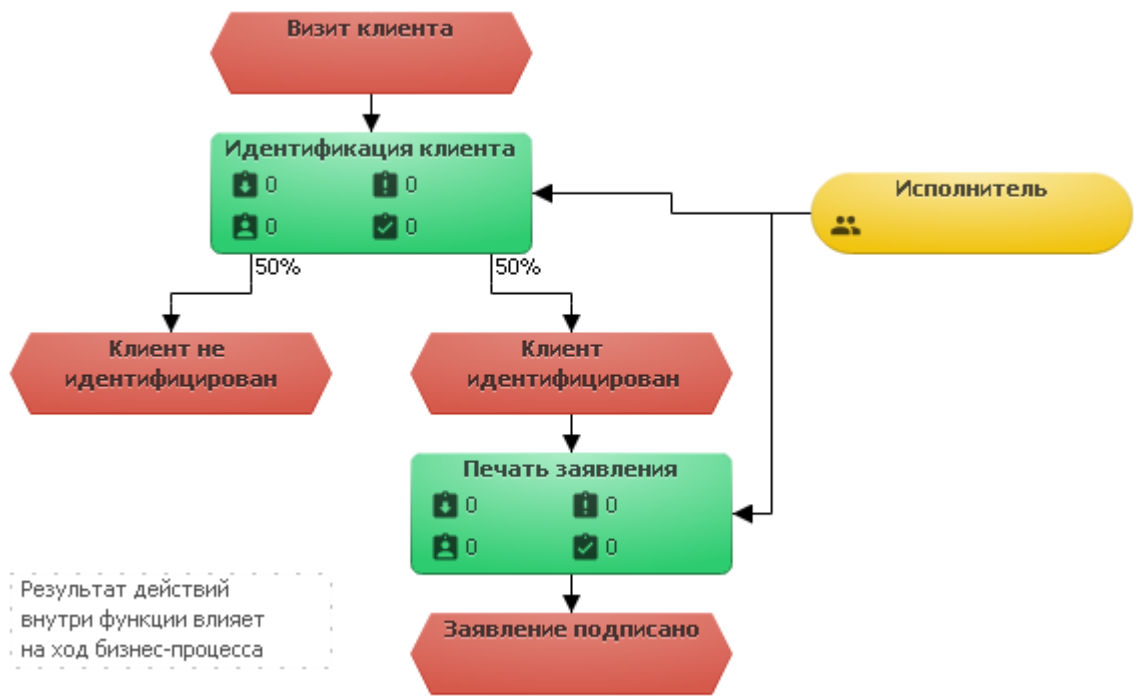 Визит клиента
Идентификация клиента
0 0
0 0
Исполнитель
50% 50%
Клиент не
идентифицирован
Клиент
идентифицирован
Печать заявления
0 0
0 0
Результат действий
внутри функции влияет
на ход бизнес-процесса
Заявление подписано